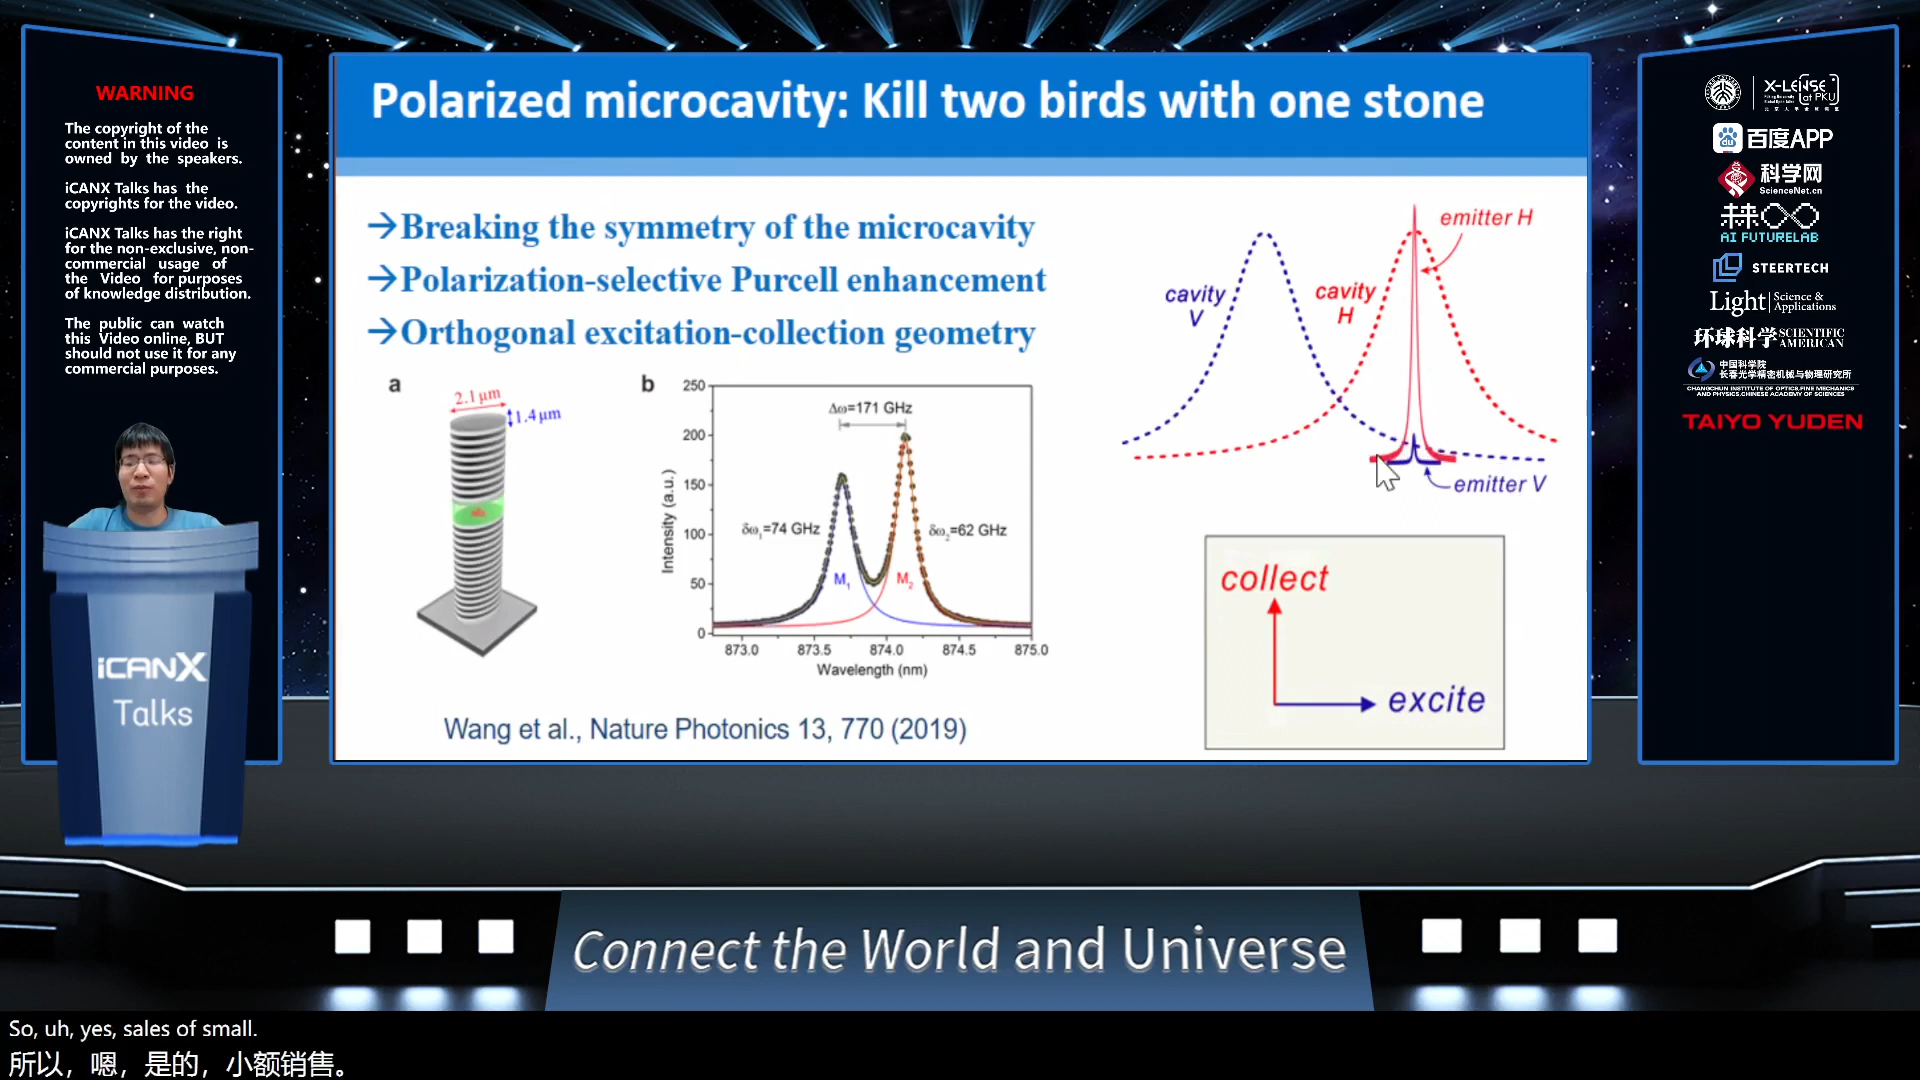 WARNING
The copyright of the
content in this video is
owned by the speakers.
iCANX Talks has the
copyrights for the video.
iCANX Talks has the right
for the non-exclusive, non-
commercial usage of
the Video for purposes
of knowledge distribution.
The public can watch
this Video online, BUT
should not use it for any
commercial purposes.
iCANX
Talks
Polarized microcavity: Kill two birds with one stone
→Breaking the symmetry of the microcavity
→Polarization-selective Purcell enhancement
→Orthogonal excitation-collection geometry
a
2.1μm
1.4μm
b
250
200
150
100
50
0
Intensity (a.u.)
Δω=171 GHz
δω1=74 GHz
δω2=62 GHz
M1
M2
873.0 873.5 874.0 874.5 875.0
Wavelength (nm)
Wang et al., Nature Photonics 13, 770 (2019)
emitter H
cavity
V
cavity
H
emitter V
collect
excite
X-LENSE
at PKU
du
百度APP
科学网
ScienceNet.cn
未来
AI FUTURELAB
STEERTECH
Light Science &
Applications
环球科学 SCIENTIFIC
AMERICAN
中国科学院
长春光学精密机械与物理研究所
CHANGCHUN INSTITUTE OF OPTICS,FINE MECHANICS
AND PHYSICS,CHINESE ACADEMY OF SCIENCES
TAIYO YUDEN
Connect the World and Universe
So, uh, yes, sales of small.
所以，嗯，是的，小额销售。